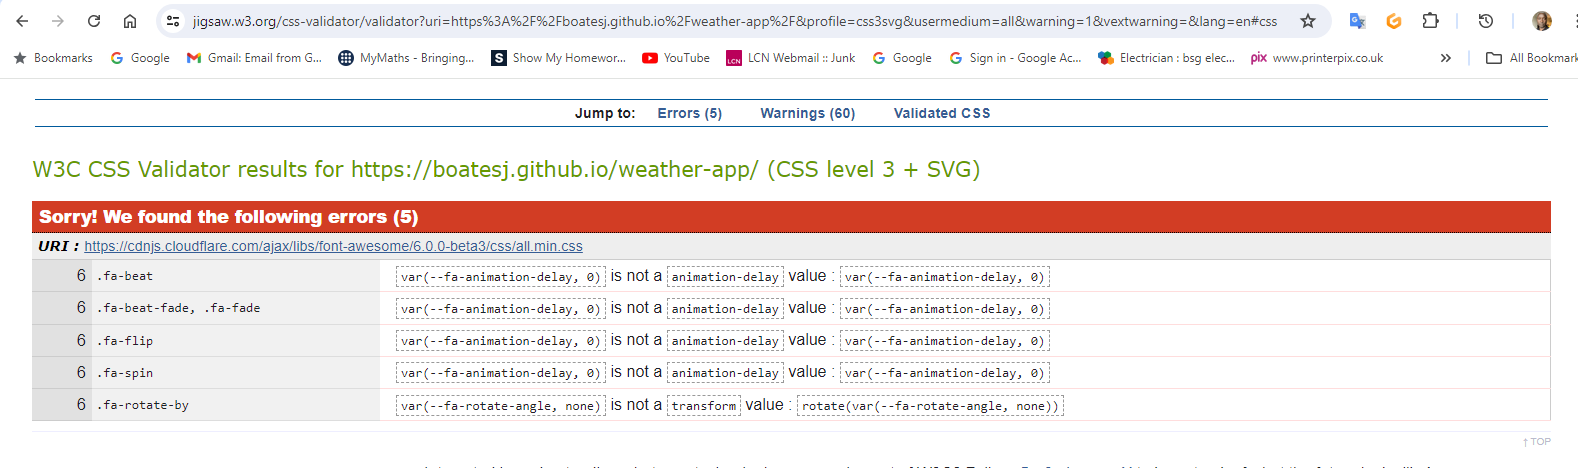 jigsaw.w3.org/css-validator/validator?uri=https%3A%2F%2Fboatesj.github.io%2Fweather-app%2F&profile=css3svg&usermedium=all&warning=1&vextwarning=&lang=en#css
Bookmarks Google Gmail: Email from G... MyMaths - Bringing... S Show My Homewor... YouTube LCN LCN Webmail :: Junk Google Sign in - Google Ac... Electrician : bsg elec... pix www.printerpix.co.uk » All Bookmark
Jump to: Errors (5) Warnings (60) Validated CSS
W3C CSS Validator results for https://boatesj.github.io/weather-app/ (CSS level 3 + SVG)
Sorry! We found the following errors (5)
URI : https://cdnjs.cloudflare.com/ajax/libs/font-awesome/6.0.0-beta3/css/all.min.css
6 .fa-beat var(--fa-animation-delay, 0) is not a animation-delay value : var(--fa-animation-delay, 0)
6 .fa-beat-fade, .fa-fade var(--fa-animation-delay, 0) is not a animation-delay value : var(--fa-animation-delay, 0)
6 .fa-flip var(--fa-animation-delay, 0) is not a animation-delay value : var(--fa-animation-delay, 0)
6 .fa-spin var(--fa-animation-delay, 0) is not a animation-delay value : var(--fa-animation-delay, 0)
6 .fa-rotate-by var(--fa-rotate-angle, none) is not a transform value : rotate(var(--fa-rotate-angle, none))
↑ TOP